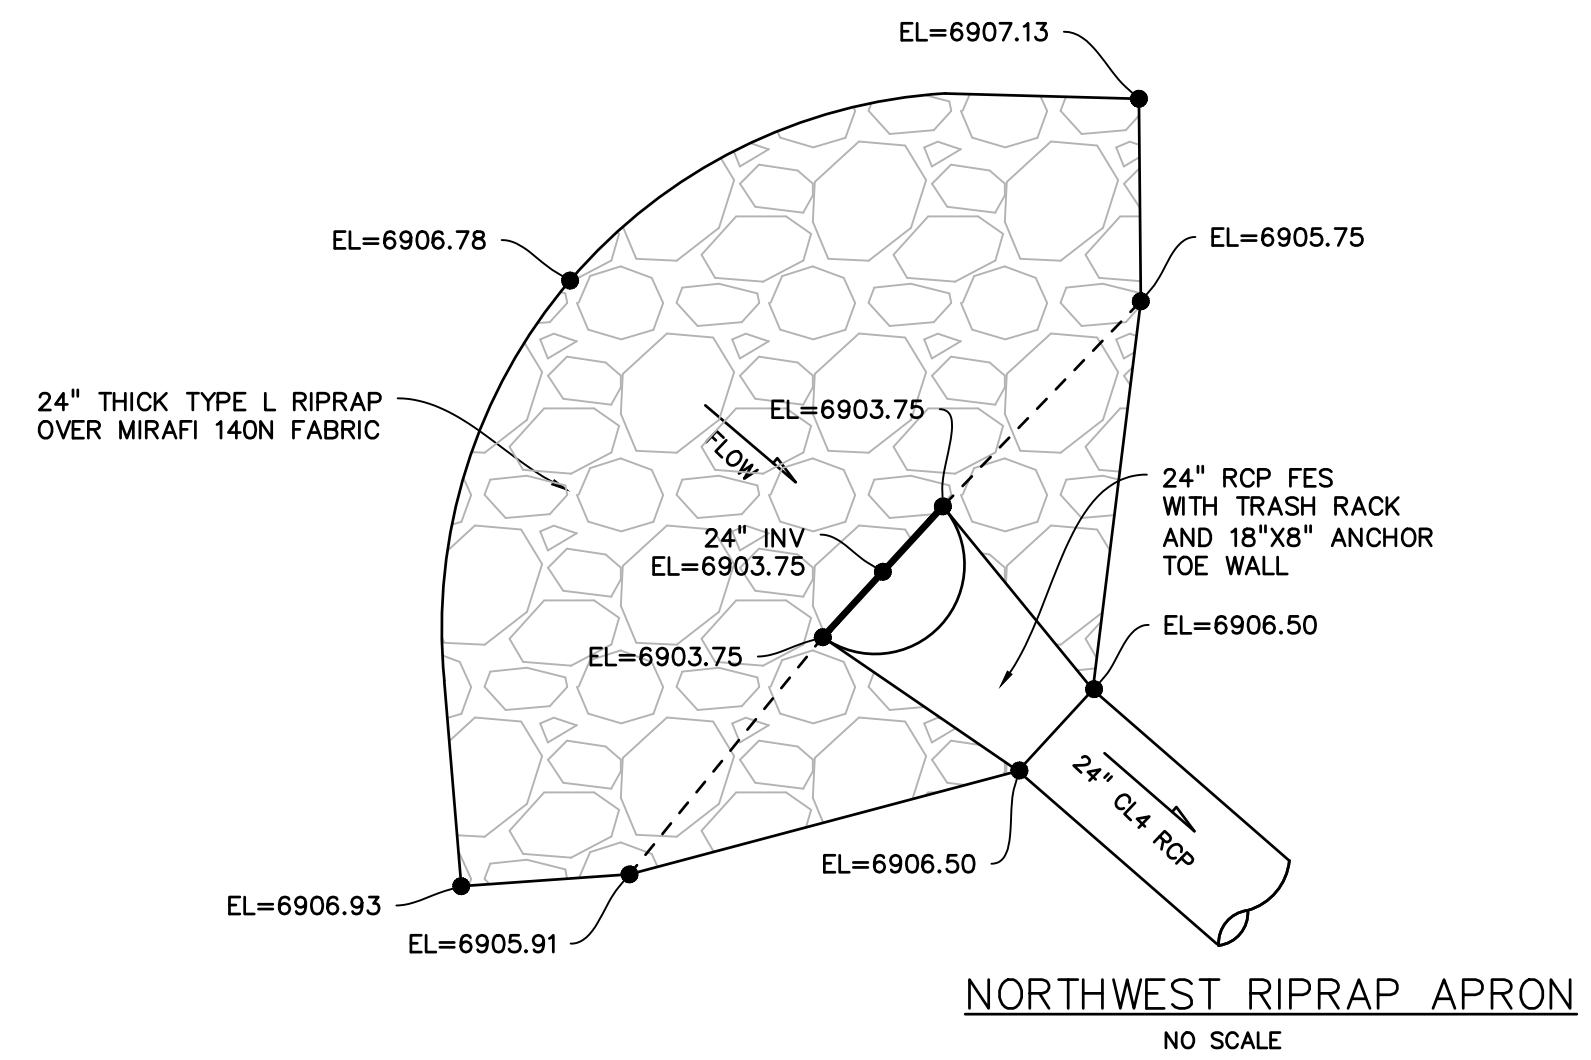 EL=6907.13
EL=6906.78
EL=6905.75
24" THICK TYPE L RIPRAP
OVER MIRAFI 140N FABRIC
EL=6903.75
FLOW
24" RCP FES
WITH TRASH RACK
AND 18"X8" ANCHOR
TOE WALL
24" INV
EL=6903.75
EL=6903.75
EL=6906.50
24" CL4 RCP
EL=6906.50
EL=6906.93
EL=6905.91
NORTHWEST RIPRAP APRON
NO SCALE